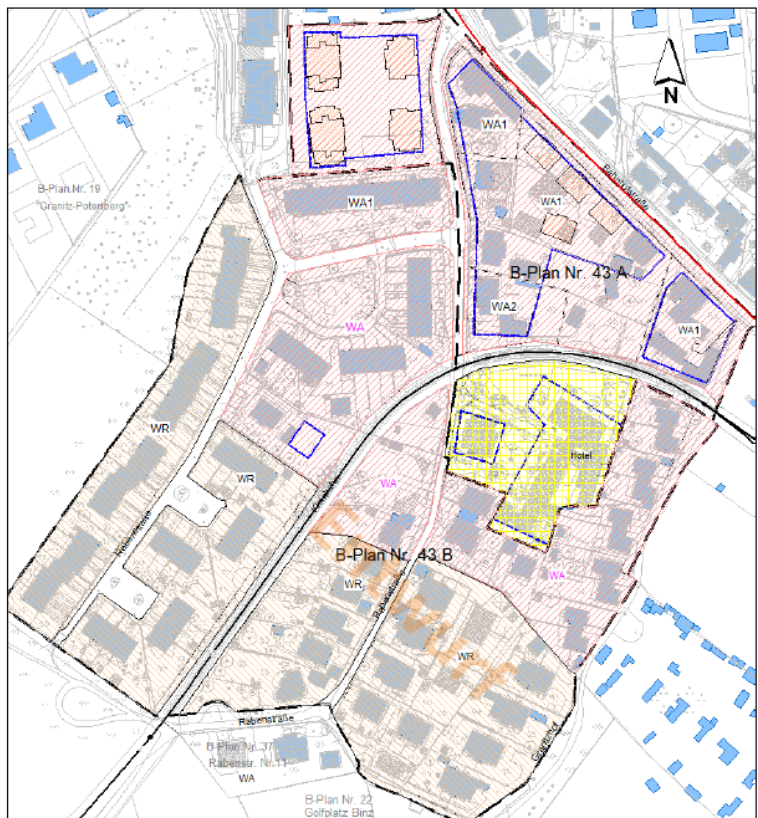 N
WA1
B-Plan Nr. 19
"Granitz-Potenberg"
WA1
WA1
B-Plan Nr. 43 A
WA2
WA
WA1
WR
Hotel
WR
WA
Entwurf
B-Plan Nr. 43 B
WA
WR
Rabenstraße
WR
Rabenstraße
B-Plan Nr. 37
Rabenstr. Nr.11
WA
B-Plan Nr. 22
Golfplatz Binz